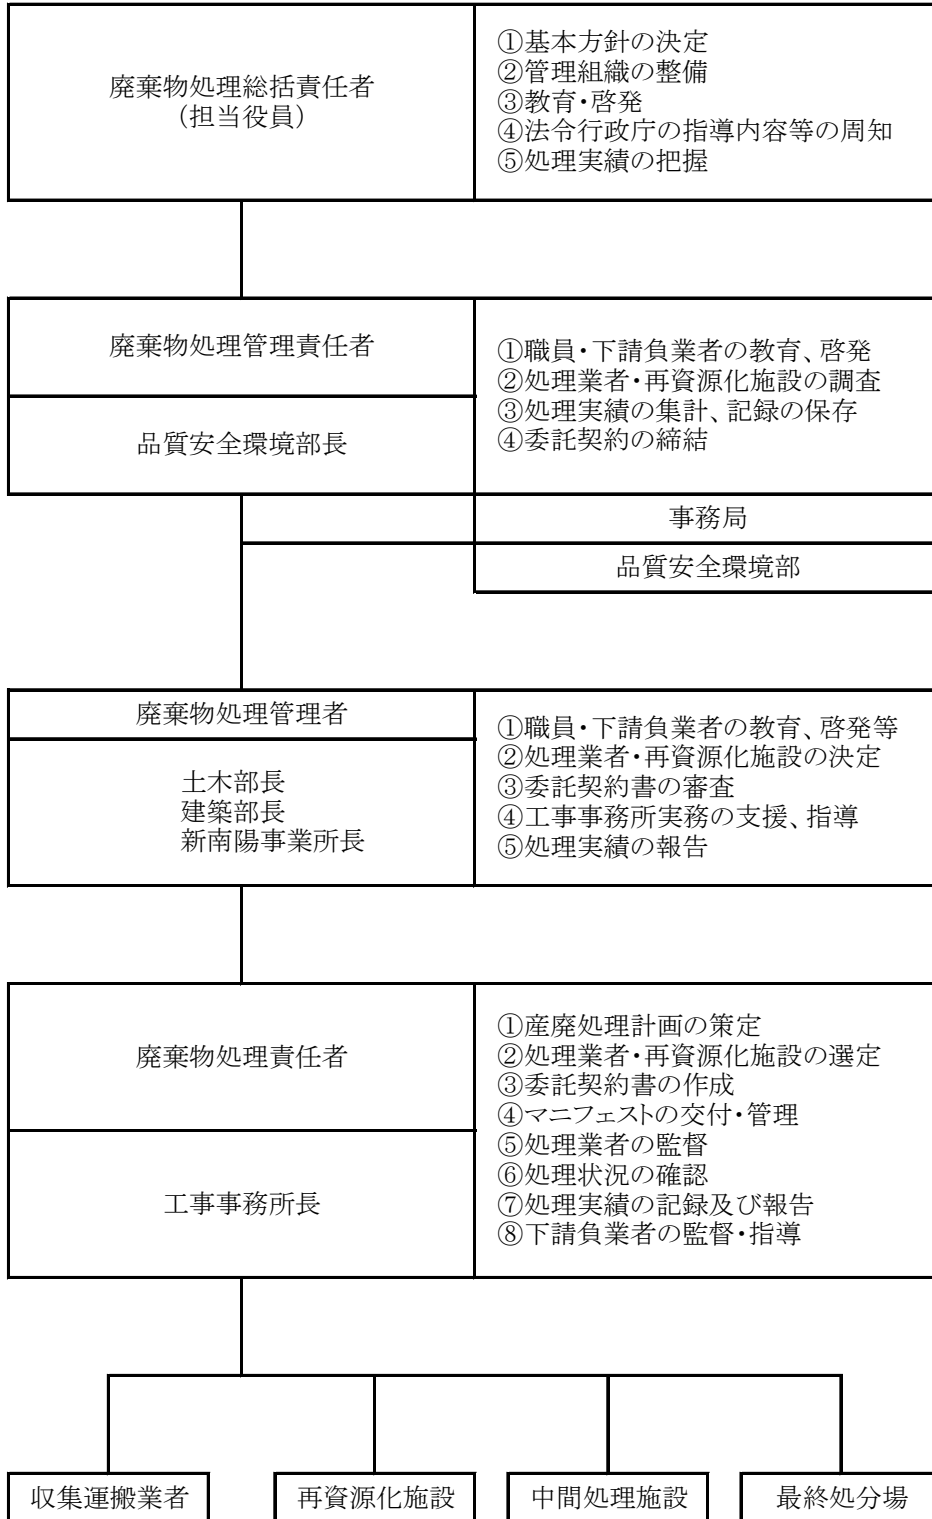 廃棄物処理総括責任者
（担当役員）
①基本方針の決定
②管理組織の整備
③教育・啓発
④法令行政庁の指導内容等の周知
⑤処理実績の把握
廃棄物処理管理責任者
品質安全環境部長
①職員・下請負業者の教育、啓発
②処理業者・再資源化施設の調査
③処理実績の集計、記録の保存
④委託契約の締結
事務局
品質安全環境部
廃棄物処理管理者
土木部長
建築部長
新南陽事業所長
①職員・下請負業者の教育、啓発等
②処理業者・再資源化施設の決定
③委託契約書の審査
④工事事務所実務の支援、指導
⑤処理実績の報告
廃棄物処理責任者
工事事務所長
①産廃処理計画の策定
②処理業者・再資源化施設の選定
③委託契約書の作成
④マニフェストの交付・管理
⑤処理業者の監督
⑥処理状況の確認
⑦処理実績の記録及び報告
⑧下請負業者の監督・指導
収集運搬業者
再資源化施設
中間処理施設
最終処分場